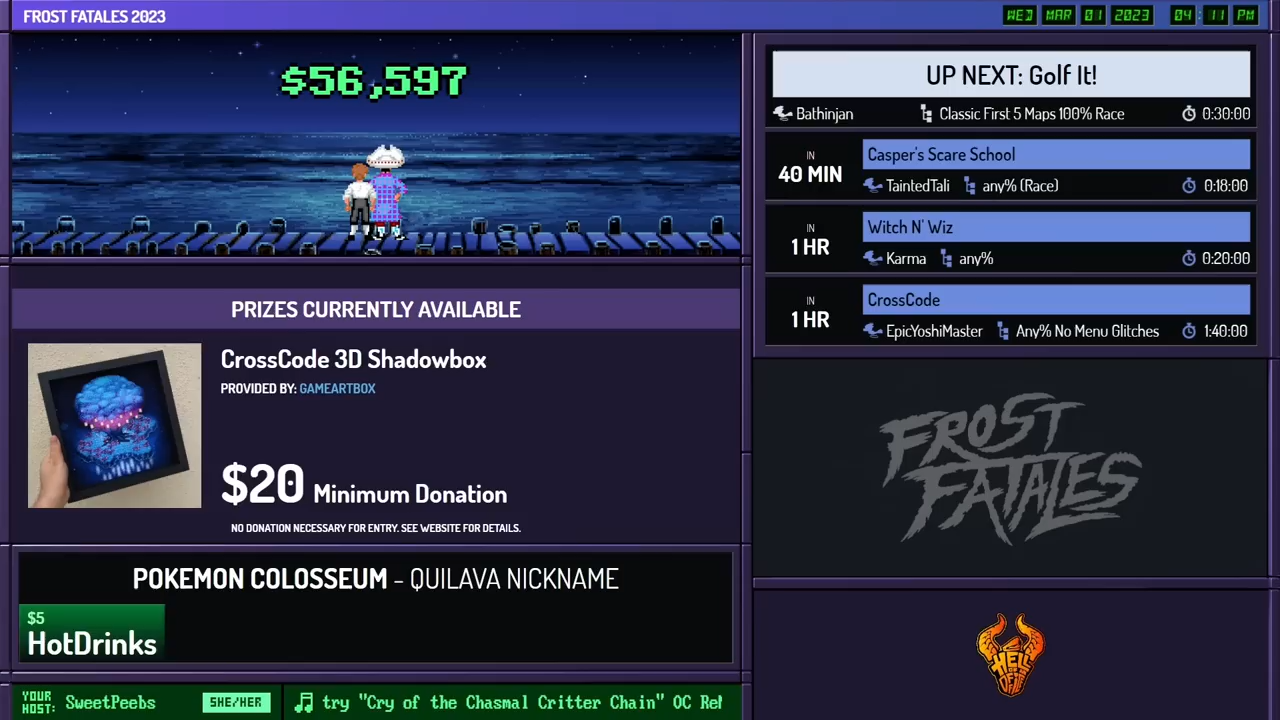 FROST FATALES 2023
WED MAR 01 2023 04:11 PM
$56,597
UP NEXT: Golf It!
Bathinjan Classic First 5 Maps 100% Race 0:30:00
IN
40 MIN
Casper's Scare School
TaintedTali any% (Race) 0:18:00
IN
1 HR
Witch N' Wiz
Karma any% 0:20:00
IN
1 HR
CrossCode
EpicYoshiMaster Any% No Menu Glitches 1:40:00
PRIZES CURRENTLY AVAILABLE
CrossCode 3D Shadowbox
PROVIDED BY: GAMEARTBOX
$20 Minimum Donation
NO DONATION NECESSARY FOR ENTRY. SEE WEBSITE FOR DETAILS.
FROST
FATALES
POKEMON COLOSSEUM - QUILAVA NICKNAME
$5
HotDrinks
HELL
OF IT
YOUR
HOST: SweetPeebs SHE/HER try "Cry of the Chasmal Critter Chain" OC